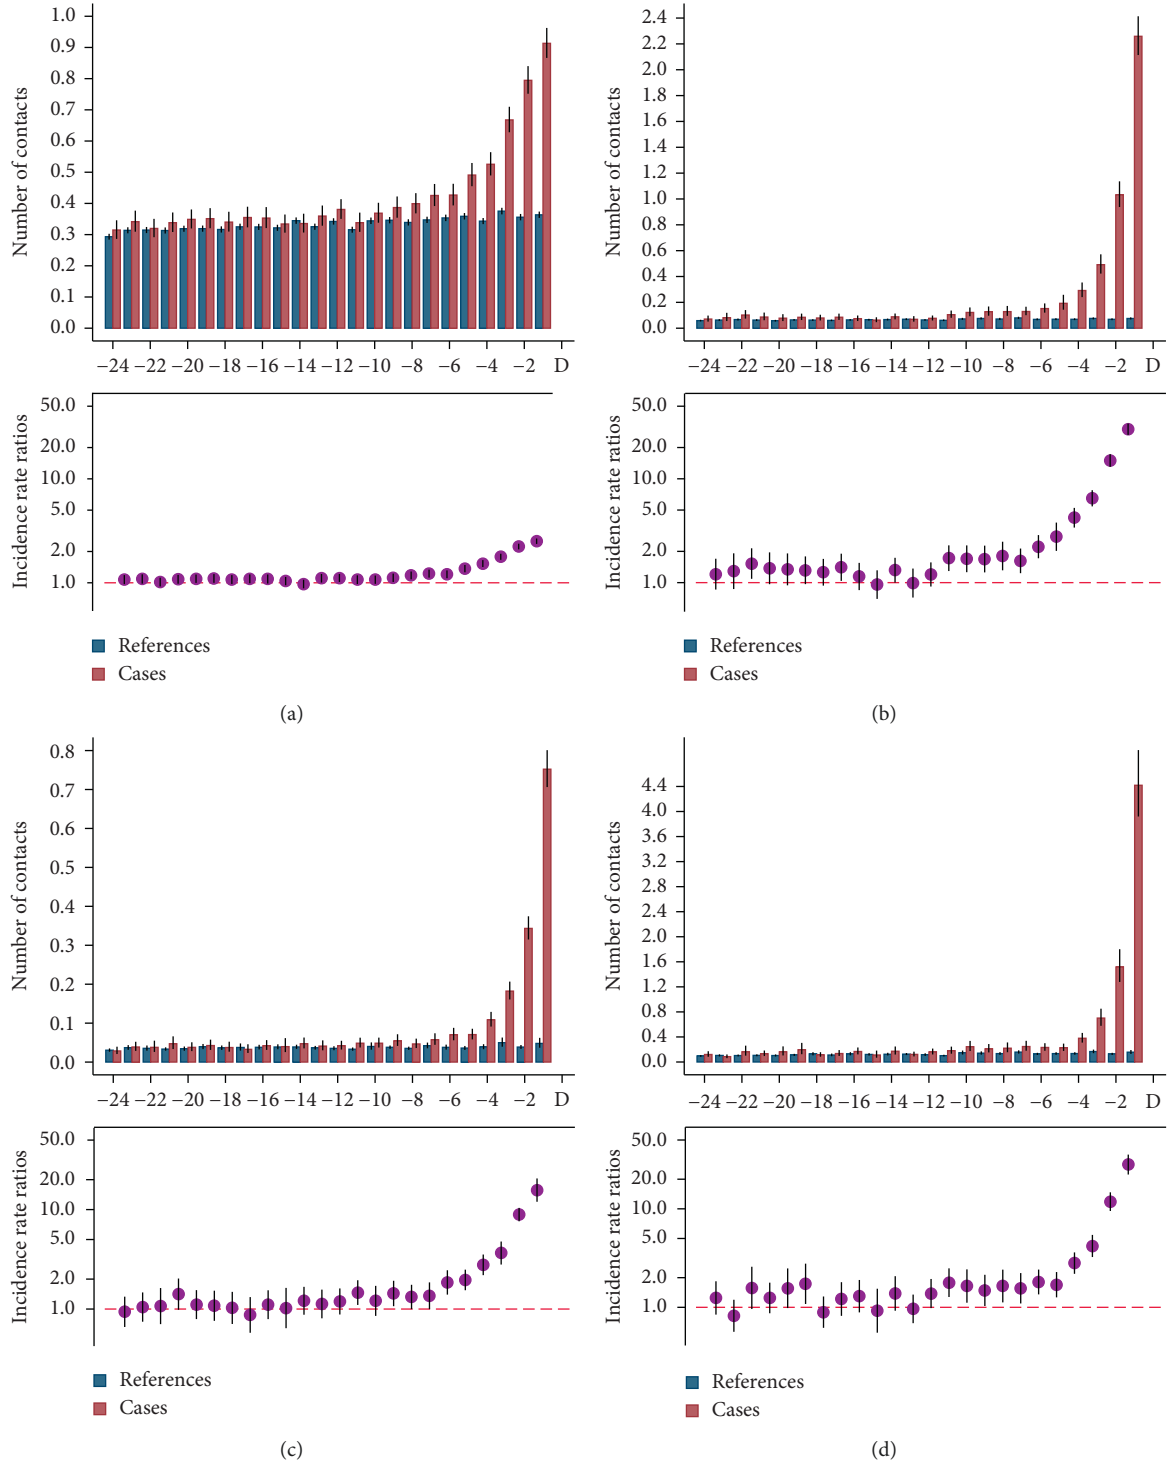 Number of contacts
1.0
0.9
0.8
0.7
0.6
0.5
0.4
0.3
0.2
0.1
0.0
−24 −22 −20 −18 −16 −14 −12 −10 −8 −6 −4 −2 D
Incidence rate ratios
50.0
20.0
10.0
5.0
2.0
1.0
References
Cases
(a)
Number of contacts
2.4
2.2
2.0
1.8
1.6
1.4
1.2
1.0
0.8
0.6
0.4
0.2
0.0
−24 −22 −20 −18 −16 −14 −12 −10 −8 −6 −4 −2 D
Incidence rate ratios
50.0
20.0
10.0
5.0
2.0
1.0
References
Cases
(b)
Number of contacts
0.8
0.7
0.6
0.5
0.4
0.3
0.2
0.1
0.0
−24 −22 −20 −18 −16 −14 −12 −10 −8 −6 −4 −2 D
Incidence rate ratios
50.0
20.0
10.0
5.0
2.0
1.0
References
Cases
(c)
Number of contacts
4.4
4.0
3.6
3.2
2.8
2.4
2.0
1.6
1.2
0.8
0.4
0.0
−24 −22 −20 −18 −16 −14 −12 −10 −8 −6 −4 −2 D
Incidence rate ratios
50.0
20.0
10.0
5.0
2.0
1.0
References
Cases
(d)